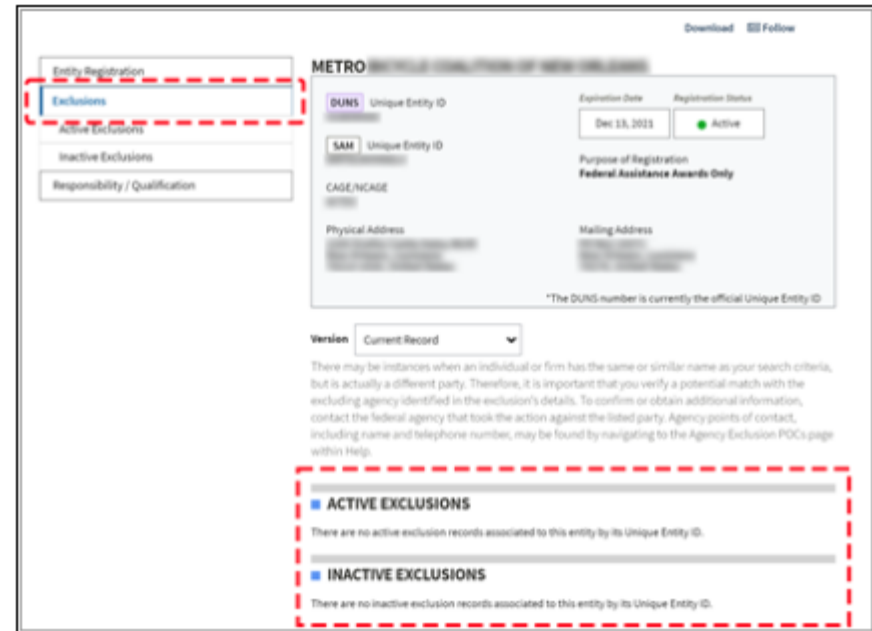 Download Follow
Entity Registration
Exclusions
Active Exclusions
Inactive Exclusions
Responsibility / Qualification
METRO
DUNS Unique Entity ID
SAM Unique Entity ID
CAGE/NCAGE
Physical Address
Expiration Date Registration Status
Dec 13, 2021 Active
Purpose of Registration
Federal Assistance Awards Only
Mailing Address
*The DUNS number is currently the official Unique Entity ID
Version Current Record
There may be instances when an individual or firm has the same or similar name as your search criteria,
but is actually a different party. Therefore, it is important that you verify a potential match with the
excluding agency identified in the exclusion's details. To confirm or obtain additional information,
contact the federal agency that took the action against the listed party. Agency points of contact,
including name and telephone number, may be found by navigating to the Agency Exclusion POCs page
within Help.
ACTIVE EXCLUSIONS
There are no active exclusion records associated to this entity by its Unique Entity ID.
INACTIVE EXCLUSIONS
There are no inactive exclusion records associated to this entity by its Unique Entity ID.